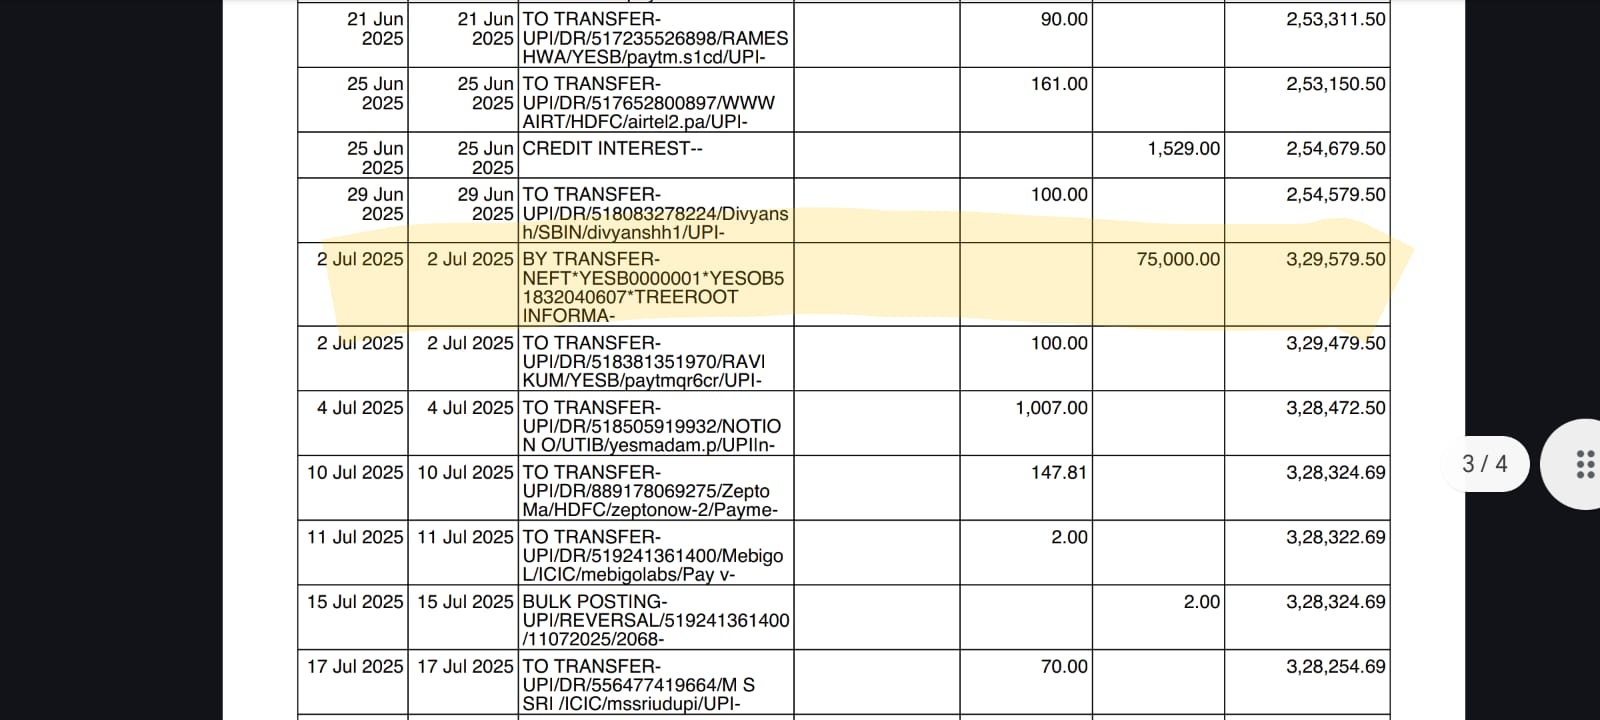 21 Jun 21 Jun TO TRANSFER- 90.00 2,53,311.50
2025 2025 UPI/DR/517235526898/RAMES
HWA/YESB/paytm.s1cd/UPI-
25 Jun 25 Jun TO TRANSFER- 161.00 2,53,150.50
2025 2025 UPI/DR/517652800897/WWW
AIRT/HDFC/airtel2.pa/UPI-
25 Jun 25 Jun CREDIT INTEREST-- 1,529.00 2,54,679.50
2025 2025
29 Jun 29 Jun TO TRANSFER- 100.00 2,54,579.50
2025 2025 UPI/DR/518083278224/Divyans
h/SBIN/divyanshh1/UPI-
2 Jul 2025 2 Jul 2025 BY TRANSFER- 75,000.00 3,29,579.50
NEFT*YESB0000001*YESOB5
1832040607*TREEROOT
INFORMA-
2 Jul 2025 2 Jul 2025 TO TRANSFER- 100.00 3,29,479.50
UPI/DR/518381351970/RAVI
KUM/YESB/paytmqr6cr/UPI-
4 Jul 2025 4 Jul 2025 TO TRANSFER- 1,007.00 3,28,472.50
UPI/DR/518505919932/NOTIO
N O/UTIB/yesmadam.p/UPIIn-
10 Jul 2025 10 Jul 2025 TO TRANSFER- 147.81 3,28,324.69
UPI/DR/889178069275/Zepto
Ma/HDFC/zeptonow-2/Payme-
11 Jul 2025 11 Jul 2025 TO TRANSFER- 2.00 3,28,322.69
UPI/DR/519241361400/Mebigo
L/ICIC/mebigolabs/Pay v-
15 Jul 2025 15 Jul 2025 BULK POSTING- 2.00 3,28,324.69
UPI/REVERSAL/519241361400
/11072025/2068-
17 Jul 2025 17 Jul 2025 TO TRANSFER- 70.00 3,28,254.69
UPI/DR/556477419664/M S
SRI /ICIC/mssriudupi/UPI-
3 / 4